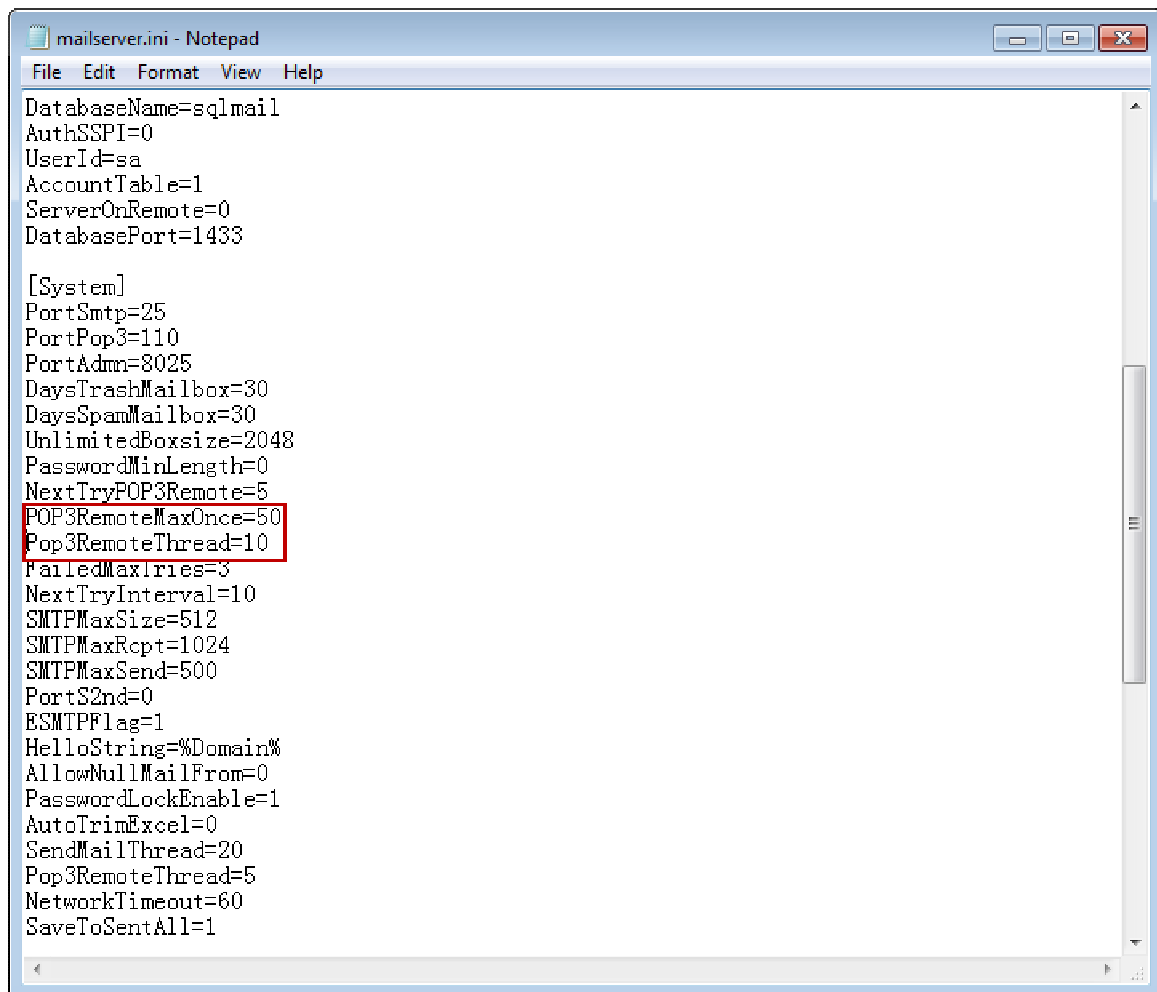 mailserver.ini - Notepad
File Edit Format View Help
DatabaseName=sqlmail
AuthSSPI=0
UserId=sa
AccountTable=1
ServerOnRemote=0
DatabasePort=1433
[System]
PortSmtp=25
PortPop3=110
PortAdmn=8025
DaysTrashMailbox=30
DaysSpamMailbox=30
UnlimitedBoxsize=2048
PasswordMinLength=0
NextTryPOP3Remote=5
POP3RemoteMaxOnce=50
Pop3RemoteThread=10
FailedMaxTries=3
NextTryInterval=10
SMTPMaxSize=512
SMTPMaxRcpt=1024
SMTPMaxSend=500
PortS2nd=0
ESMTPFlag=1
HelloString=%Domain%
AllowNullMailFrom=0
PasswordLockEnable=1
AutoTrimExcel=0
SendMailThread=20
Pop3RemoteThread=5
NetworkTimeout=60
SaveToSentAll=1